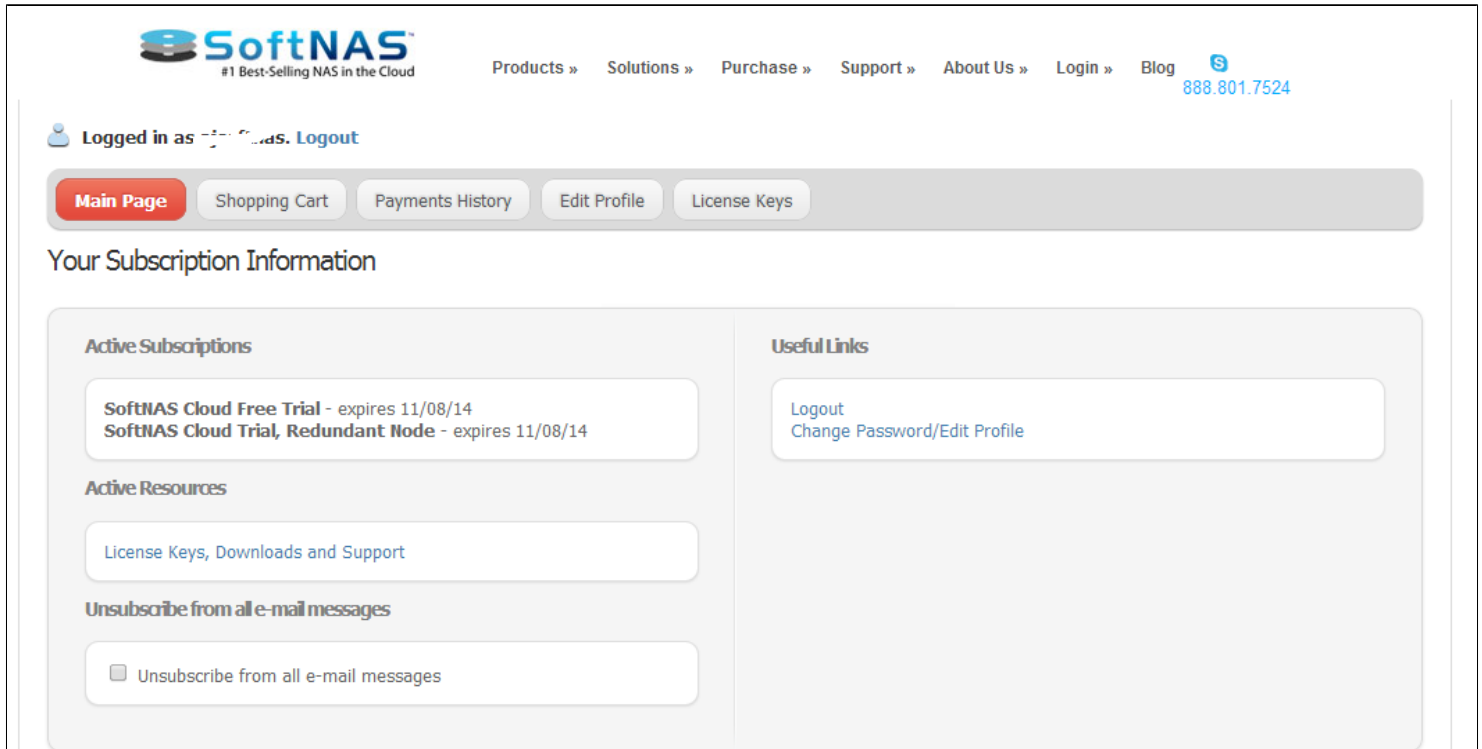 SoftNAS™
#1 Best-Selling NAS in the Cloud
Products » Solutions » Purchase » Support » About Us » Login » Blog
888.801.7524
Logged in as Logout
Main Page Shopping Cart Payments History Edit Profile License Keys
Your Subscription Information
Active Subscriptions
SoftNAS Cloud Free Trial - expires 11/08/14
SoftNAS Cloud Trial, Redundant Node - expires 11/08/14
Active Resources
License Keys, Downloads and Support
Unsubscribe from all e-mail messages
Unsubscribe from all e-mail messages
Useful Links
Logout
Change Password/Edit Profile